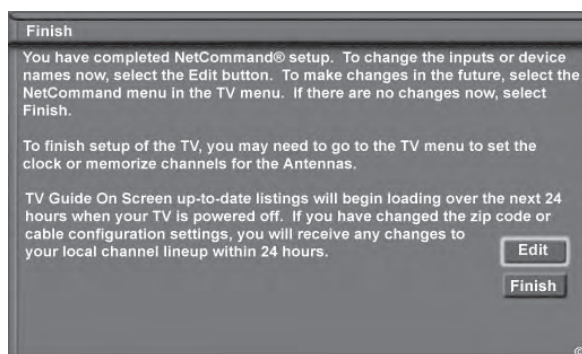 Finish
You have completed NetCommand® setup. To change the inputs or device
names now, select the Edit button. To make changes in the future, select the
NetCommand menu in the TV menu. If there are no changes now, select
Finish.
To finish setup of the TV, you may need to go to the TV menu to set the
clock or memorize channels for the Antennas.
TV Guide On Screen up-to-date listings will begin loading over the next 24
hours when your TV is powered off. If you have changed the zip code or
cable configuration settings, you will receive any changes to
your local channel lineup within 24 hours.
Edit
Finish